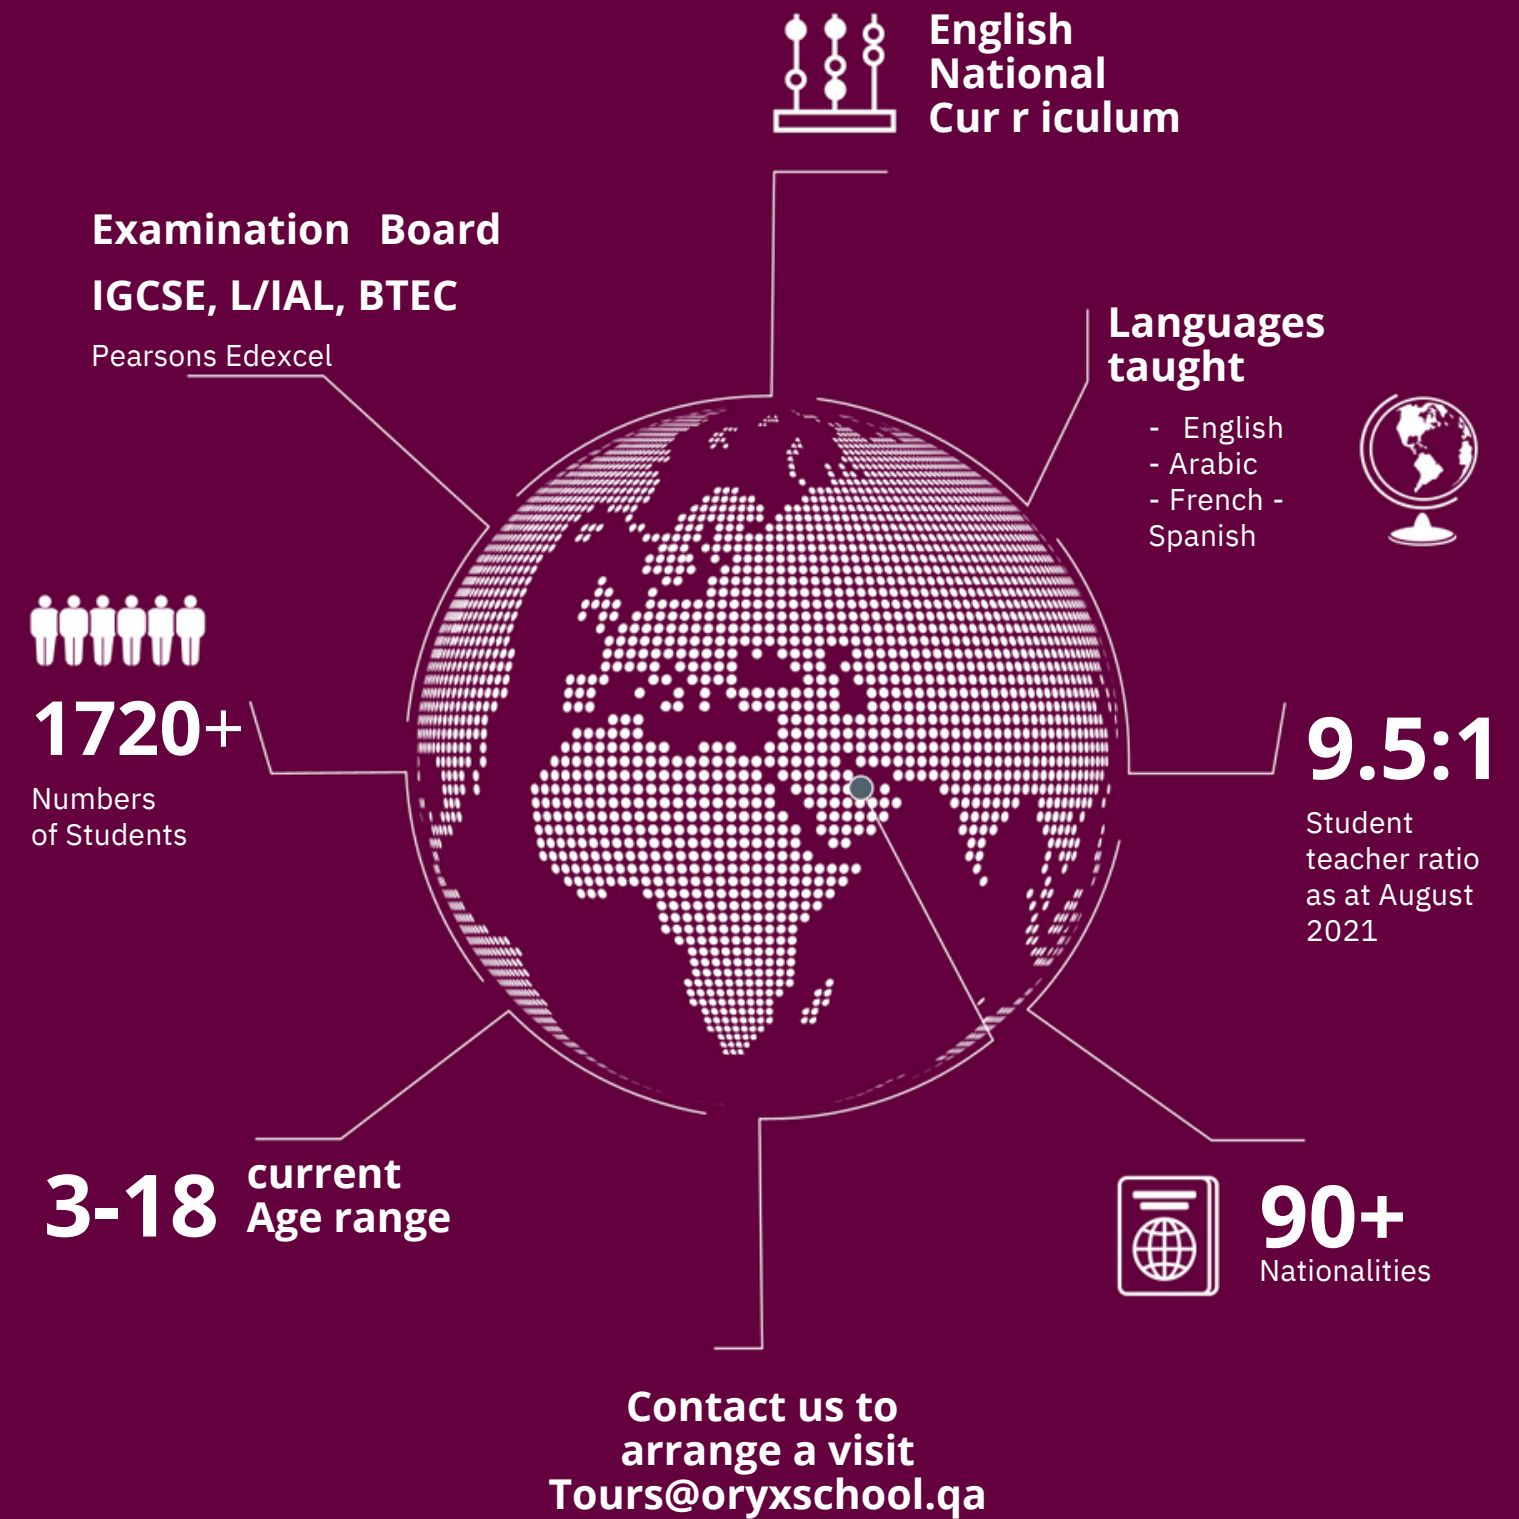 English
National
Cur r iculum
Examination Board
IGCSE, L/IAL, BTEC
Pearsons Edexcel
Languages
taught
- English
- Arabic
- French -
Spanish
1720+
Numbers
of Students
9.5:1
Student
teacher ratio
as at August
2021
3-18
current
Age range
90+
Nationalities
Contact us to
arrange a visit
Tours@oryxschool.qa